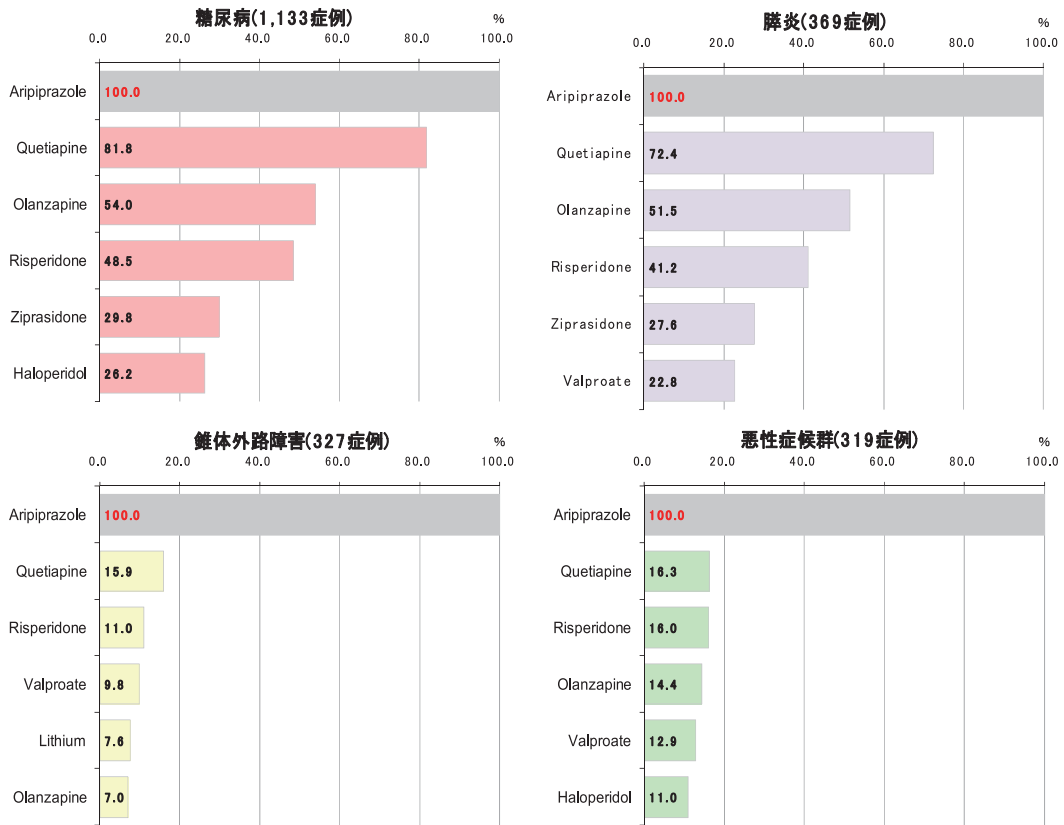 糖尿病(1,133症例)
%
0.0 20.0 40.0 60.0 80.0 100.0
Aripiprazole 100.0
Quetiapine 81.8
Olanzapine 54.0
Risperidone 48.5
Ziprasidone 29.8
Haloperidol 26.2
膵炎(369症例)
%
0.0 20.0 40.0 60.0 80.0 100.0
Aripiprazole 100.0
Quetiapine 72.4
Olanzapine 51.5
Risperidone 41.2
Ziprasidone 27.6
Valproate 22.8
錐体外路障害(327症例)
%
0.0 20.0 40.0 60.0 80.0 100.0
Aripiprazole 100.0
Quetiapine 15.9
Risperidone 11.0
Valproate 9.8
Lithium 7.6
Olanzapine 7.0
悪性症候群(319症例)
%
0.0 20.0 40.0 60.0 80.0 100.0
Aripiprazole 100.0
Quetiapine 16.3
Risperidone 16.0
Olanzapine 14.4
Valproate 12.9
Haloperidol 11.0